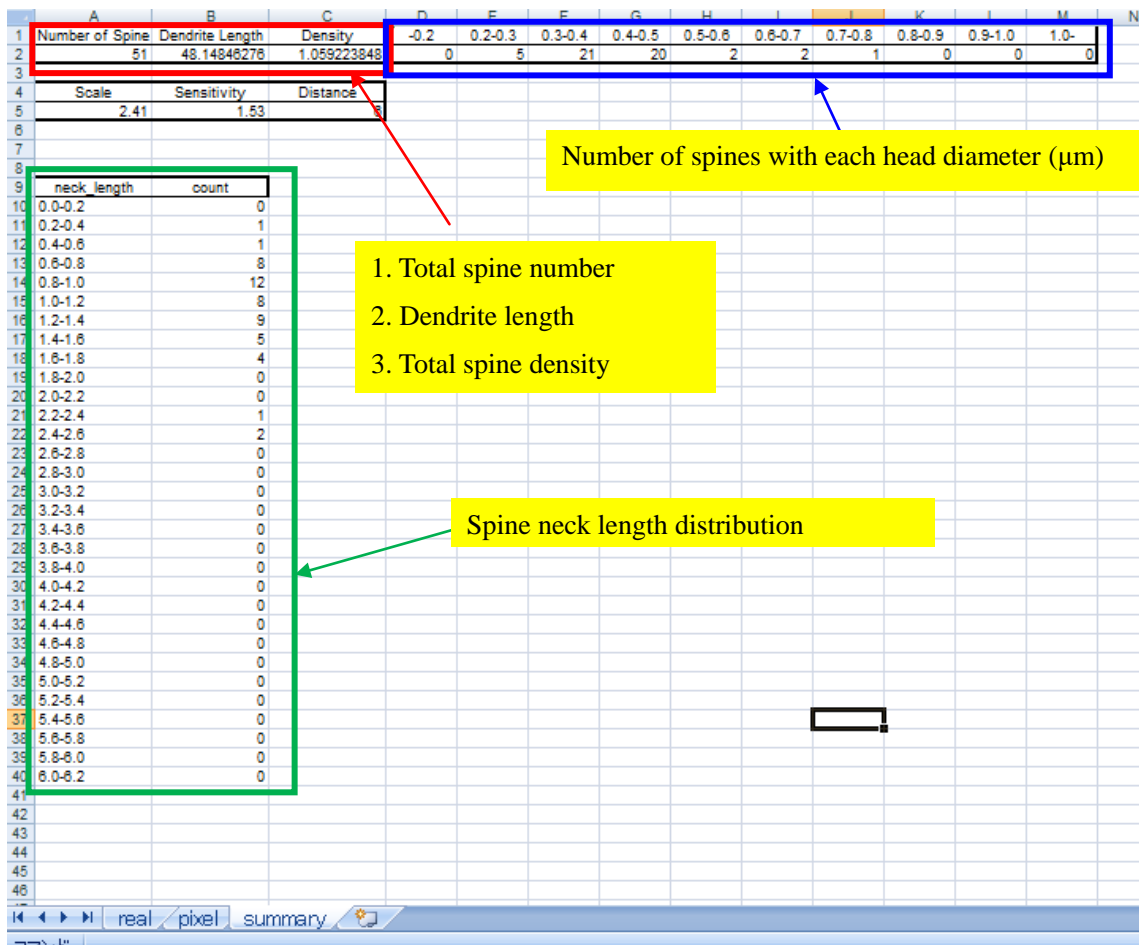 A B C D E F G H I J K L M N
1 Number of Spine Dendrite Length Density -0.2 0.2-0.3 0.3-0.4 0.4-0.5 0.5-0.6 0.6-0.7 0.7-0.8 0.8-0.9 0.9-1.0 1.0-
2 51 48.14846276 1.059223848 0 5 21 20 2 2 1 0 0 0
3
4 Scale Sensitivity Distance
5 2.41 1.53 6
6
7
Number of spines with each head diameter (μm)
8
9 neck_length count
10 0.0-0.2 0
11 0.2-0.4 1
12 0.4-0.6 1
13 0.6-0.8 8
14 0.8-1.0 12
15 1.0-1.2 8
16 1.2-1.4 9
17 1.4-1.6 5
18 1.6-1.8 4
19 1.8-2.0 0
20 2.0-2.2 0
21 2.2-2.4 1
22 2.4-2.6 2
23 2.6-2.8 0
24 2.8-3.0 0
25 3.0-3.2 0
26 3.2-3.4 0
27 3.4-3.6 0
28 3.6-3.8 0
29 3.8-4.0 0
30 4.0-4.2 0
31 4.2-4.4 0
32 4.4-4.6 0
33 4.6-4.8 0
34 4.8-5.0 0
35 5.0-5.2 0
36 5.2-5.4 0
37 5.4-5.6 0
38 5.6-5.8 0
39 5.8-6.0 0
40 6.0-6.2 0
41
42
43
44
45
46
1. Total spine number
2. Dendrite length
3. Total spine density
Spine neck length distribution
real pixel summary
コマンド